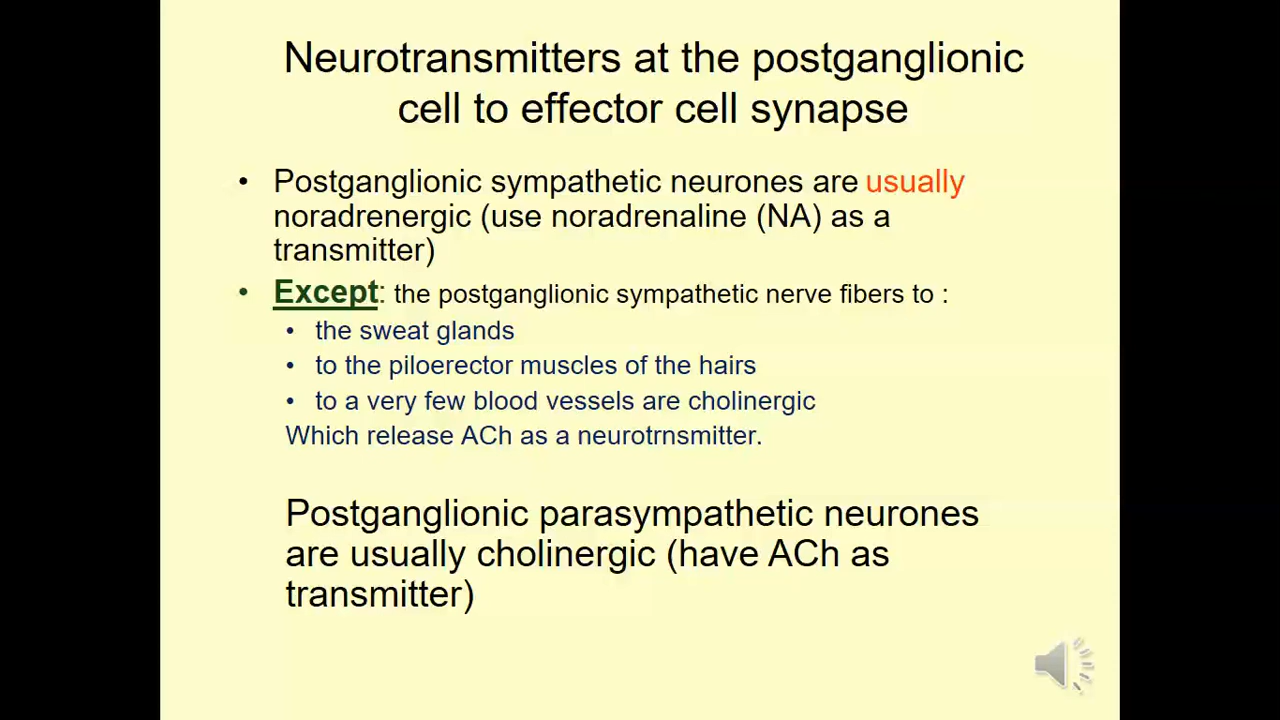 Neurotransmitters at the postganglionic
cell to effector cell synapse
• Postganglionic sympathetic neurones are usually
noradrenergic (use noradrenaline (NA) as a
transmitter)
• Except: the postganglionic sympathetic nerve fibers to :
• the sweat glands
• to the piloerector muscles of the hairs
• to a very few blood vessels are cholinergic
Which release ACh as a neurotrnsmitter.
Postganglionic parasympathetic neurones
are usually cholinergic (have ACh as
transmitter)